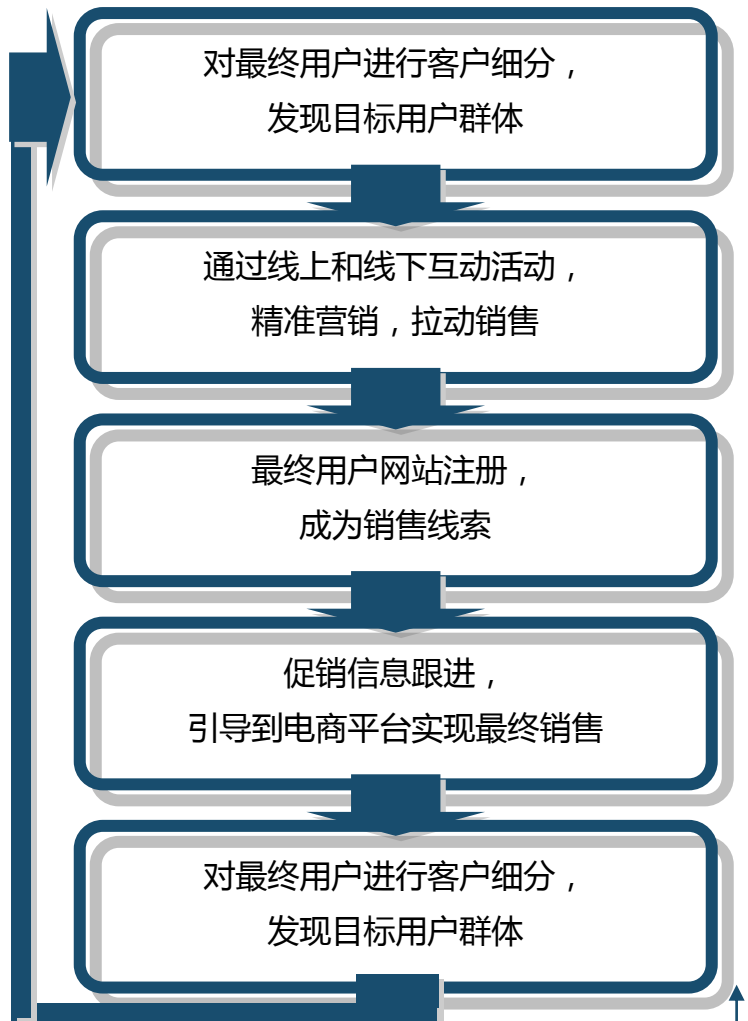 对最终用户进行客户细分，
发现目标用户群体
通过线上和线下互动活动，
精准营销，拉动销售
最终用户网站注册，
成为销售线索
促销信息跟进，
引导到电商平台实现最终销售
对最终用户进行客户细分，
发现目标用户群体